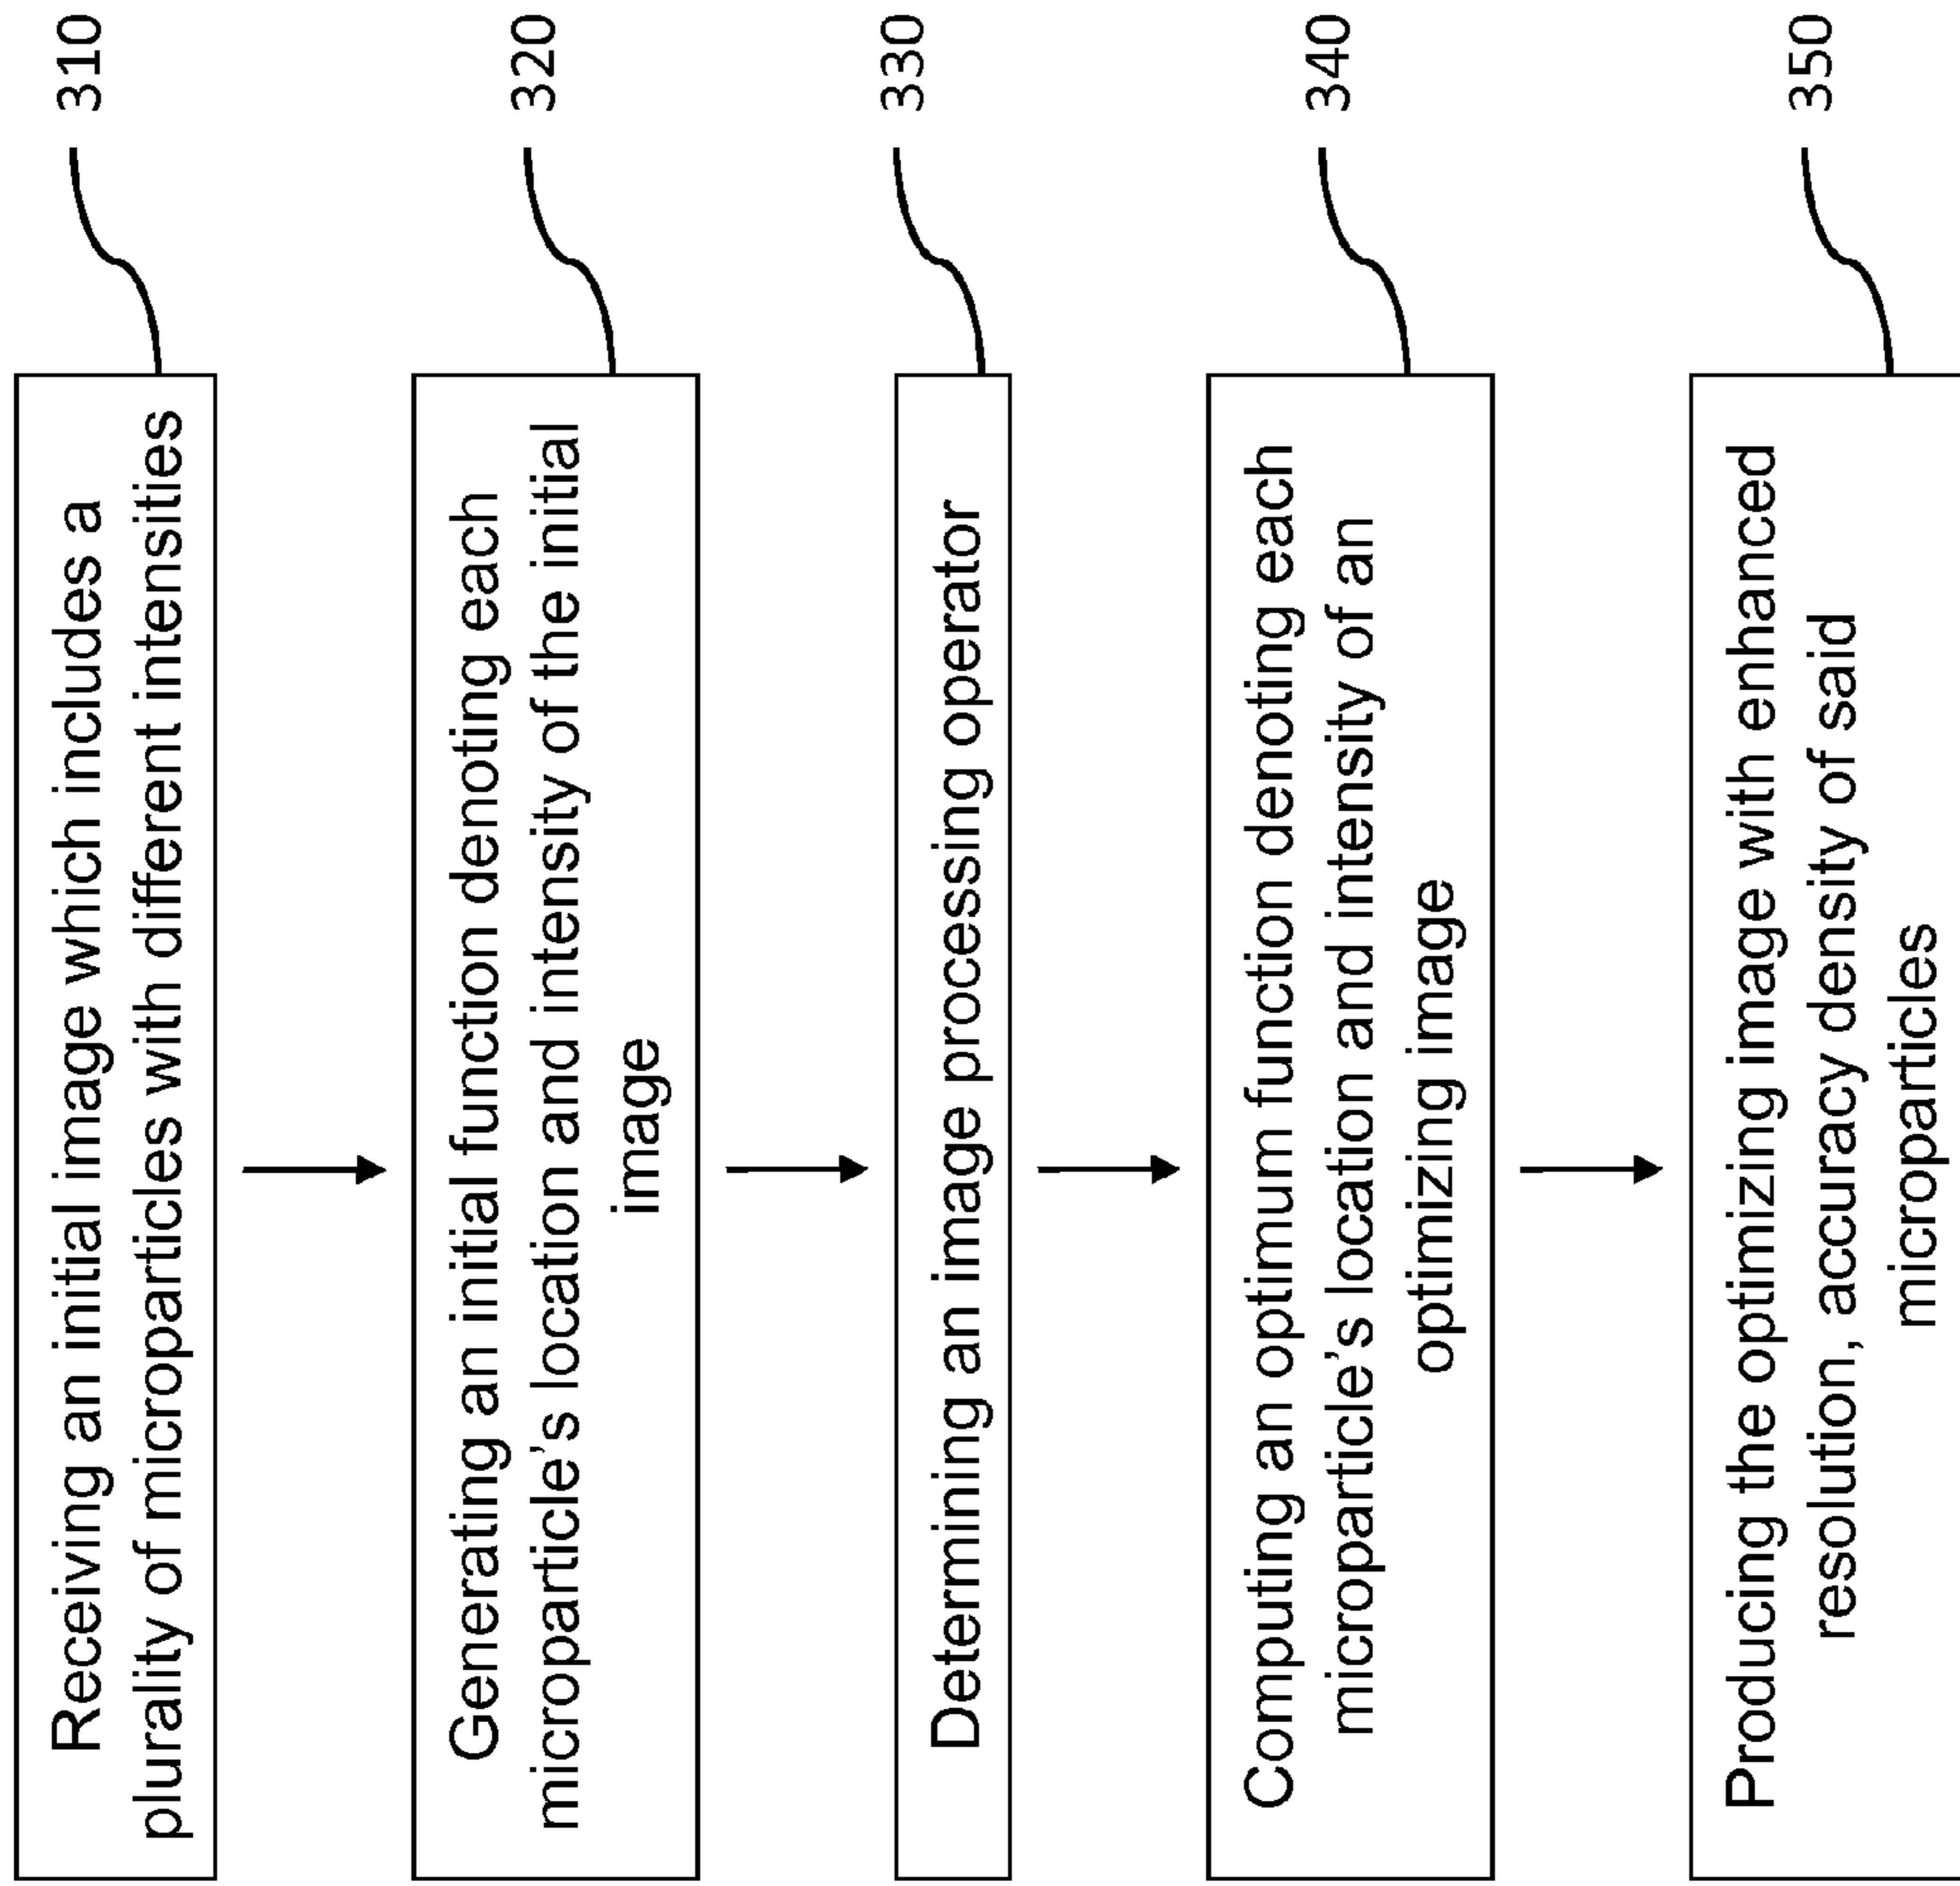 Receiving an initial image which includes a
plurality of microparticles with different intensities
310
Generating an initial function denoting each
microparticle's location and intensity of the initial
image
320
Determining an image processing operator
330
Computing an optimum function denoting each
microparticle's location and intensity of an
optimizing image
340
Producing the optimizing image with enhanced
resolution, accuracy density of said
microparticles
350